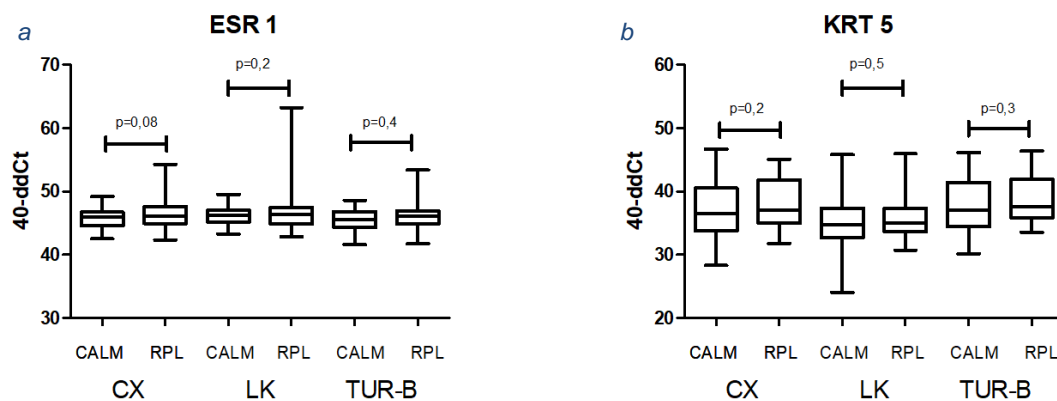 a
ESR 1
40-ddCt
70
60
50
40
30
p=0,08
p=0,2
p=0,4
CALM RPL CALM RPL CALM RPL
CX LK TUR-B
b
KRT 5
40-ddCt
60
50
40
30
20
p=0,2
p=0,5
p=0,3
CALM RPL CALM RPL CALM RPL
CX LK TUR-B